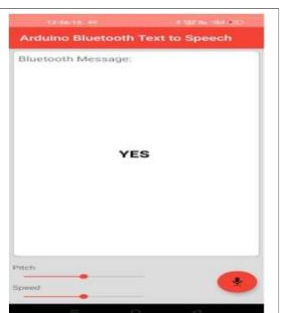 Arduino Bluetooth Text to Speech
Bluetooth Message:
YES
Pitch
Speed